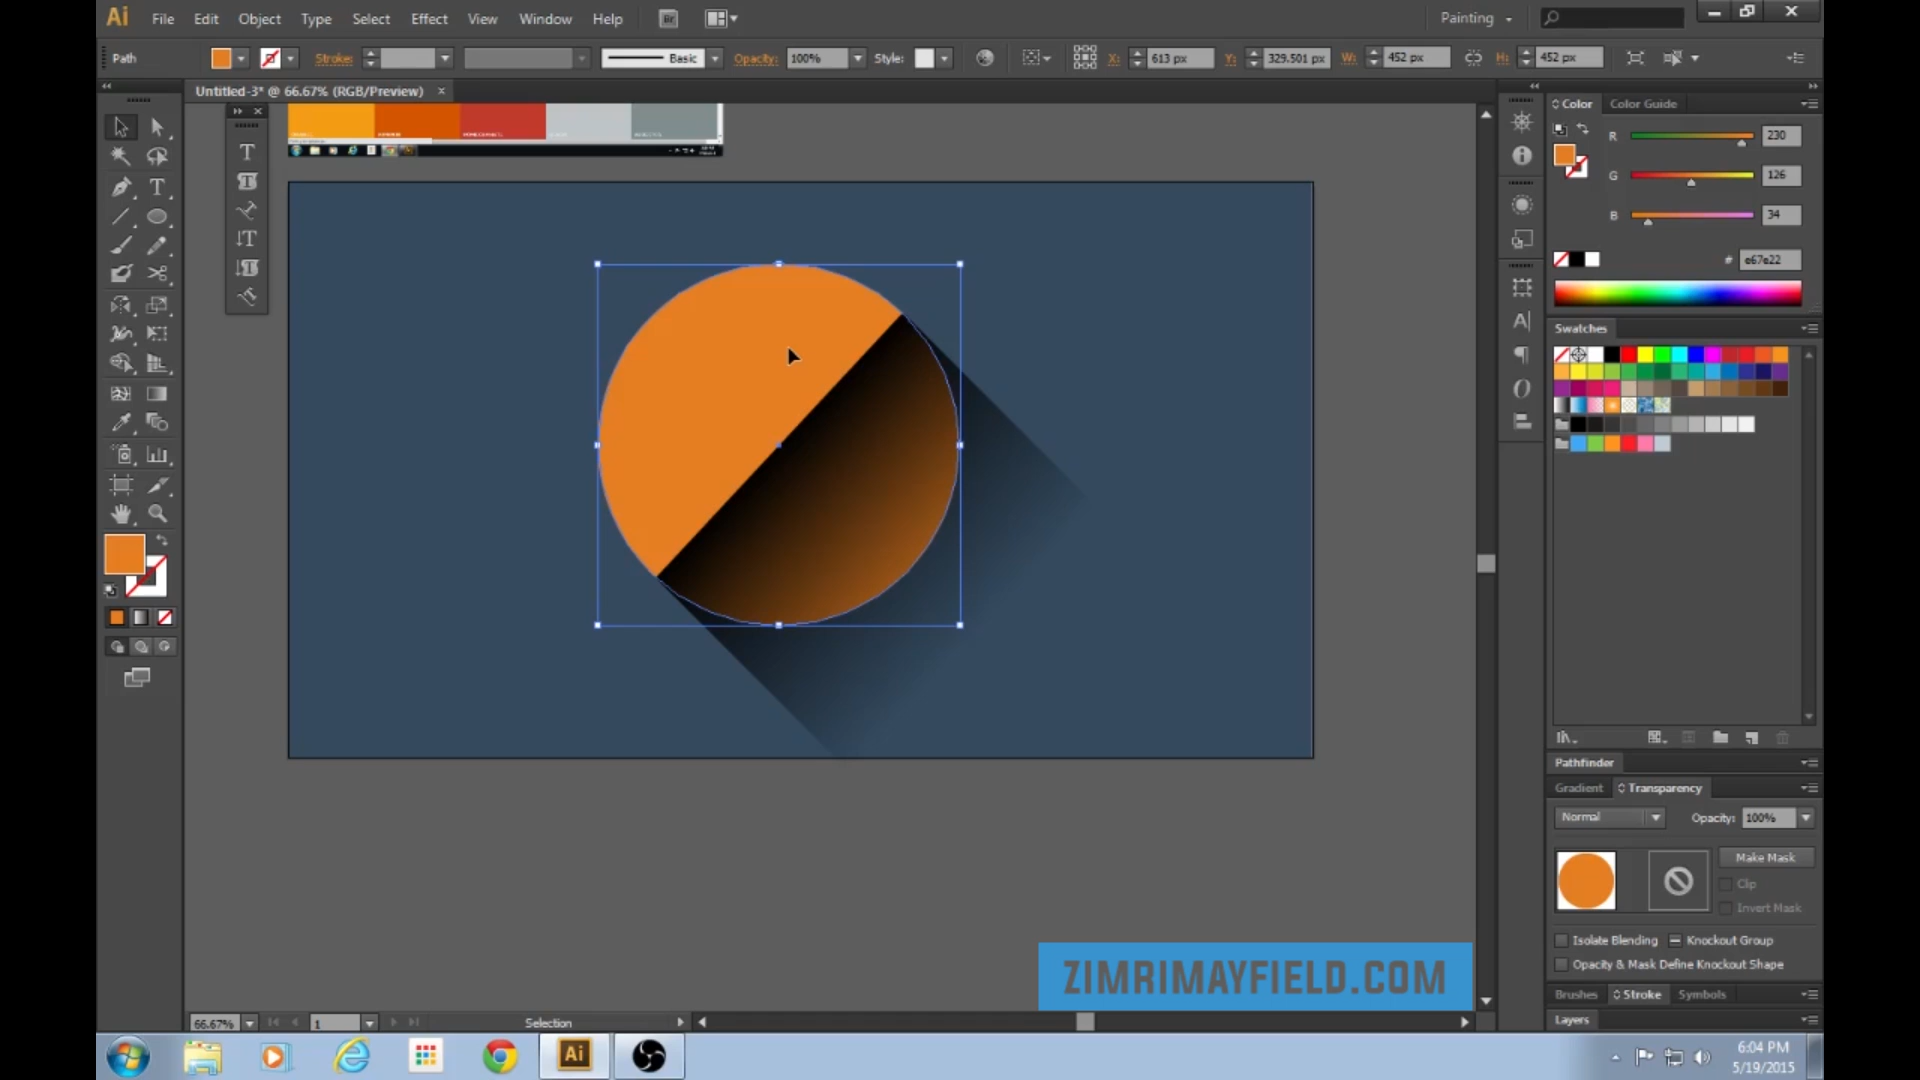 Ai File Edit Object Type Select Effect View Window Help Br Painting
Path Stroke: Basic Opacity: 100% Style: X: 613 px Y: 329.501 px W: 452 px H: 452 px
Untitled-3* @ 66.67% (RGB/Preview) ×
Color Color Guide
R 230
G 126
B 34
# e67e22
Swatches
Pathfinder
Gradient Transparency
Normal Opacity: 100%
Make Mask
Clip
Invert Mask
Isolate Blending Knockout Group
Opacity & Mask Define Knockout Shape
ZIMRIMAYFIELD.COM
Brushes Stroke Symbols
Layers
66.67% 1 Selection
Ai
6:04 PM
5/19/2015